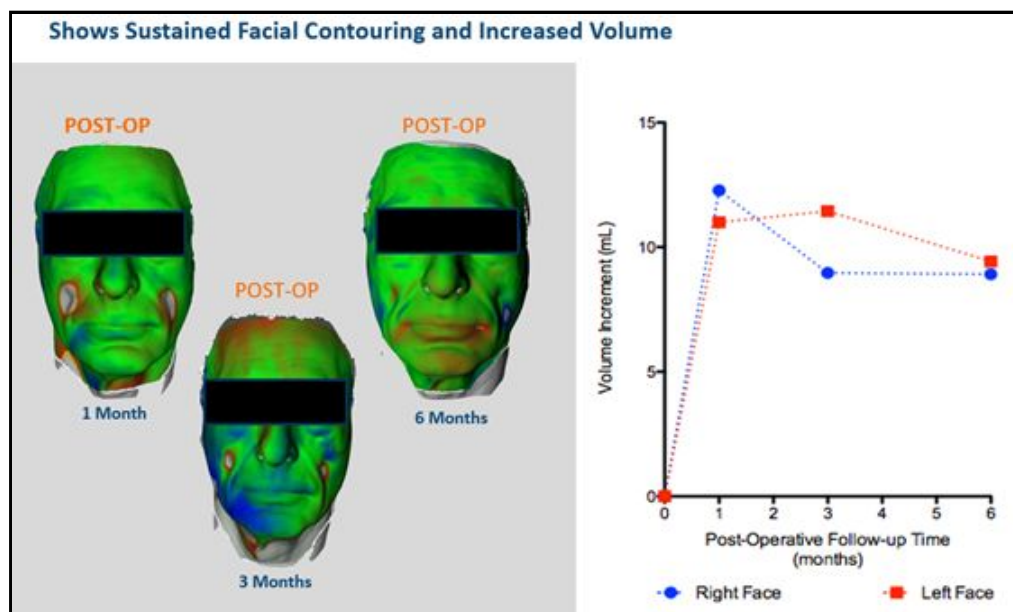 Shows Sustained Facial Contouring and Increased Volume
POST-OP
POST-OP
POST-OP
1 Month
6 Months
3 Months
15
10
5
0
Volume Increment (mL)
0 1 2 3 4 5 6
Post-Operative Follow-up Time
(months)
Right Face
Left Face